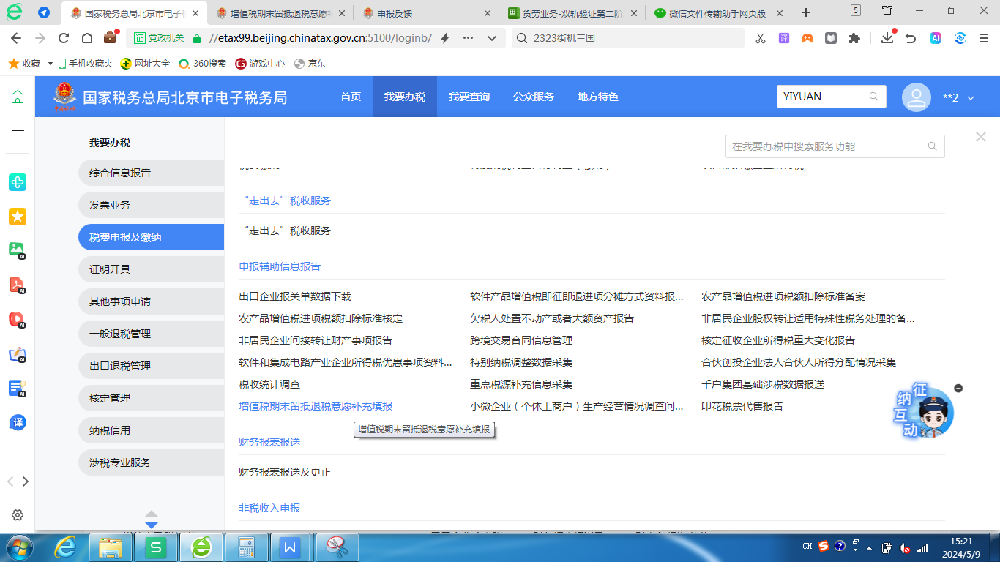 国家税务总局北京市电子
增值税期末留抵退税意愿
申报反馈
货劳业务-双轨验证第二阶
微信文件传输助手网页版
5
证 党政机关
//etax99.beijing.chinatax.gov.cn:5100/loginb/
2323街机三国
译
AI
收藏
手机收藏夹
网址大全
360搜索
游戏中心
京东
国家税务总局北京市电子税务局
首页
我要办税
我要查询
公众服务
地方特色
YIYUAN
**2
我要办税
在我要办税中搜索服务功能
综合信息报告
发票业务
税费申报及缴纳
证明开具
其他事项申请
一般退税管理
出口退税管理
核定管理
纳税信用
涉税专业服务
“走出去”税收服务
“走出去”税收服务
申报辅助信息报告
出口企业报关单数据下载
软件产品增值税即征即退进项分摊方式资料报...
农产品增值税进项税额扣除标准备案
农产品增值税进项税额扣除标准核定
欠税人处置不动产或者大额资产报告
非居民企业股权转让适用特殊性税务处理的备...
非居民企业间接转让财产事项报告
跨境交易合同信息管理
核定征收企业所得税重大变化报告
软件和集成电路产业企业所得税优惠事项资料...
特别纳税调整数据采集
合伙创投企业法人合伙人所得分配情况采集
税收统计调查
重点税源补充信息采集
千户集团基础涉税数据报送
增值税期末留抵退税意愿补充填报
小微企业（个体工商户）生产经营情况调查问...
印花税票代售报告
增值税期末留抵退税意愿补充填报
财务报表报送
财务报表报送及更正
非税收入申报
征纳互动
AI
AI
AI
AI
AI
译
S
W
CH
S
15:21
2024/5/9